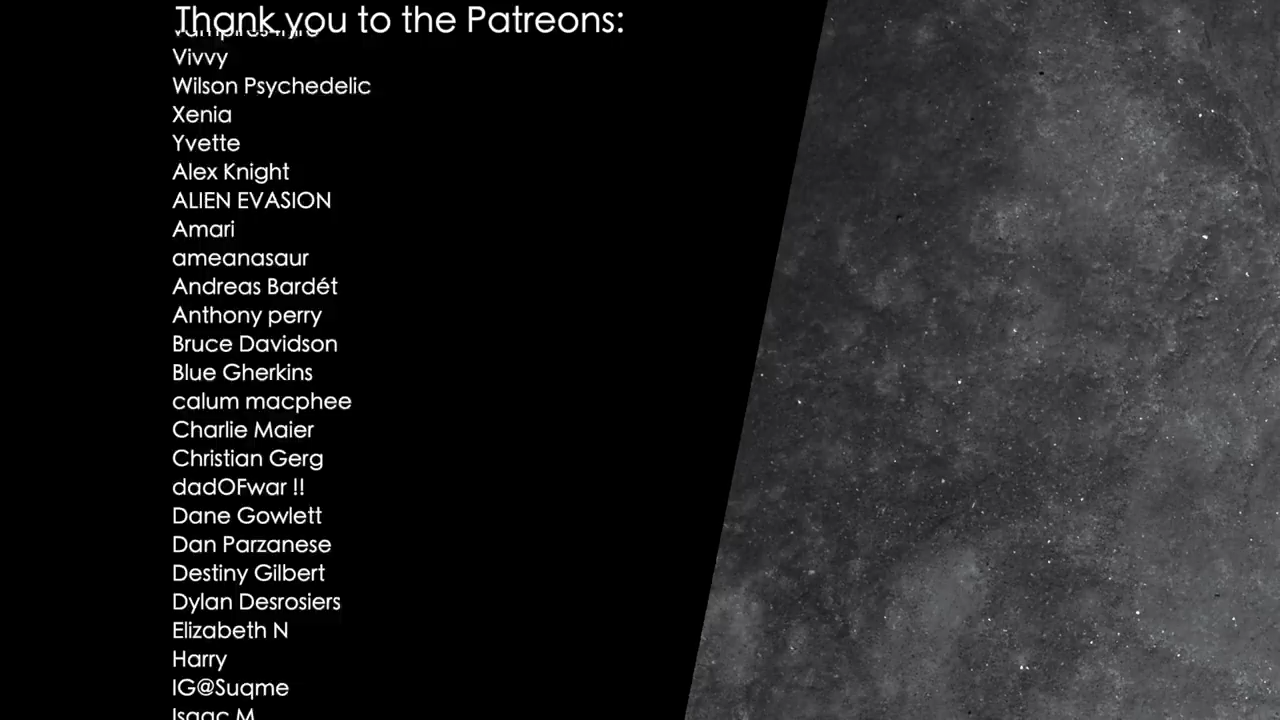 Thank you to the Patreons:
Vivvy
Wilson Psychedelic
Xenia
Yvette
Alex Knight
ALIEN EVASION
Amari
ameanasaur
Andreas Bardét
Anthony perry
Bruce Davidson
Blue Gherkins
calum macphee
Charlie Maier
Christian Gerg
dadOFwar !!
Dane Gowlett
Dan Parzanese
Destiny Gilbert
Dylan Desrosiers
Elizabeth N
Harry
IG@Suqme
Isaac M